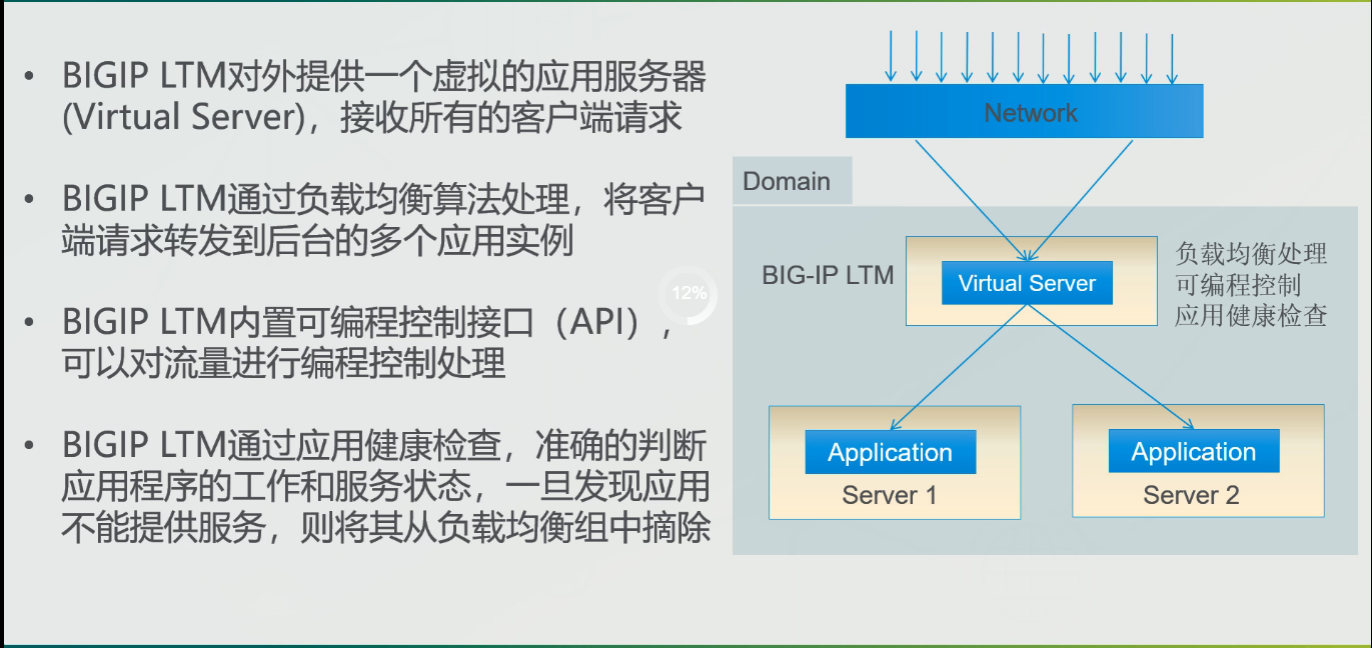 • BIGIP LTM对外提供一个虚拟的应用服务器
(Virtual Server)，接收所有的客户端请求
• BIGIP LTM通过负载均衡算法处理，将客户
端请求转发到后台的多个应用实例
• BIGIP LTM内置可编程控制接口（API），
可以对流量进行编程控制处理
• BIGIP LTM通过应用健康检查，准确的判断
应用程序的工作和服务状态，一旦发现应用
不能提供服务，则将其从负载均衡组中摘除
12%
Network
Domain
BIG-IP LTM
Virtual Server
负载均衡处理
可编程控制
应用健康检查
Application
Server 1
Application
Server 2